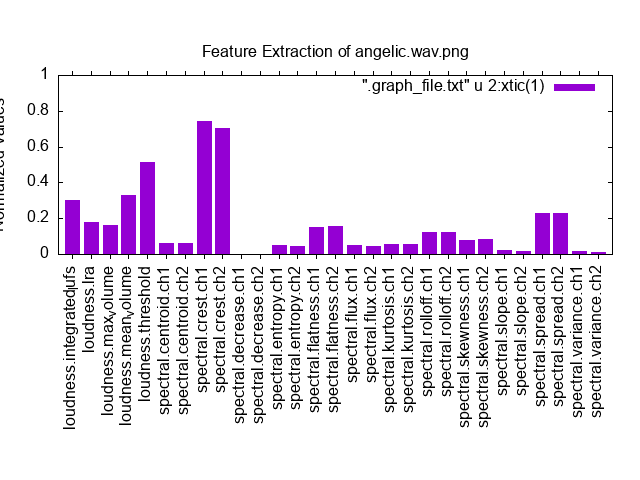 Feature Extraction of angelic.wav.png
".graph_file.txt" u 2:xtic(1)
Normalized Values
1
0.8
0.6
0.4
0.2
0
loudness.integratedlufs
loudness.lra
loudness.maxvolume
loudness.meanvolume
loudness.threshold
spectral.centroid.ch1
spectral.centroid.ch2
spectral.crest.ch1
spectral.crest.ch2
spectral.decrease.ch1
spectral.decrease.ch2
spectral.entropy.ch1
spectral.entropy.ch2
spectral.flatness.ch1
spectral.flatness.ch2
spectral.flux.ch1
spectral.flux.ch2
spectral.kurtosis.ch1
spectral.kurtosis.ch2
spectral.rolloff.ch1
spectral.rolloff.ch2
spectral.skewness.ch1
spectral.skewness.ch2
spectral.slope.ch1
spectral.slope.ch2
spectral.spread.ch1
spectral.spread.ch2
spectral.variance.ch1
spectral.variance.ch2